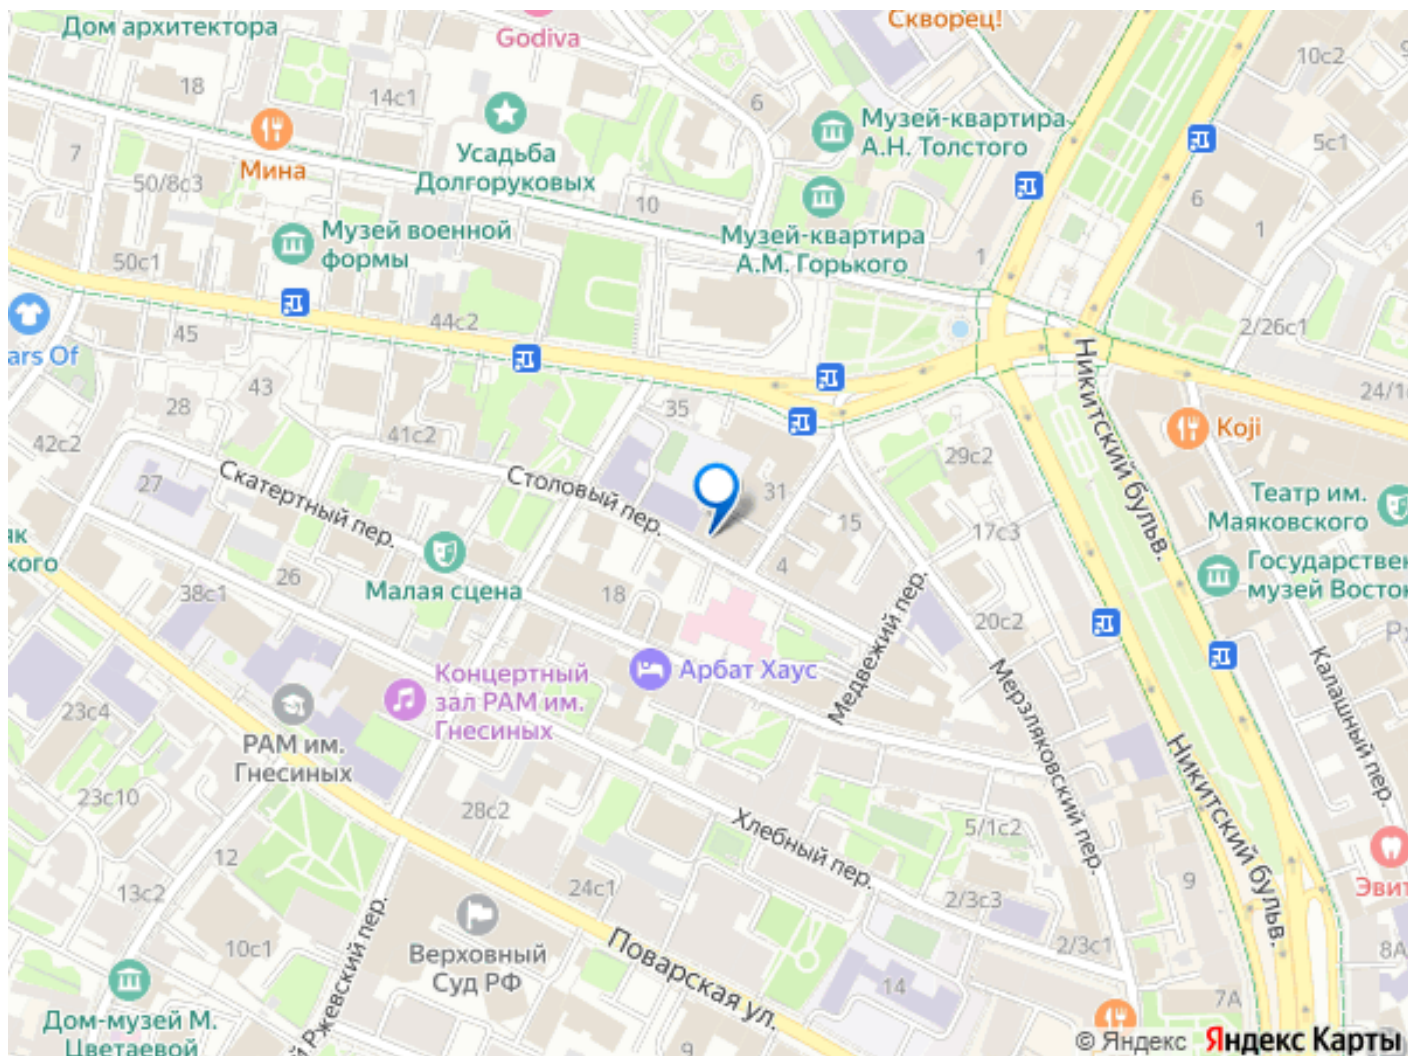 Дом архитектора
Godiva
Скворец!
10с2
18
14с1
6
Музей-квартира
А.Н. Толстого
5с1
7
Мина
50/8с3
Усадьба
Долгоруковых
10
6
1
Музей военной
формы
Музей-квартира
А.М. Горького
1
50с1
44с2
2/26с1
45
ars Of
43
28
35
24/1
42с2
41с2
Koji
Никитский бульв.
29с2
27
Скатертный пер.
Столовый пер.
31
15
17с3
Театр им.
Маяковского
як
кого
Малая сцена
26
38с1
18
4
Государствен
музей Восто
20с2
Медвежий пер.
Мерзляковский пер.
Калашный пер.
Арбат Хаус
Концертный
зал РАМ им.
Гнесиных
23с4
РАМ им.
Гнесиных
Никитский бульв.
23с10
28с2
Хлебный пер.
5/1с2
12
13с2
24с1
2/3с3
9
Эвит
10с1
Верховный
Суд РФ
Поварская ул.
2/3с1
8А
й Ржевский пер.
14
7А
Дом-музей М.
Цветаевой
9
© Яндекс Яндекс Карты